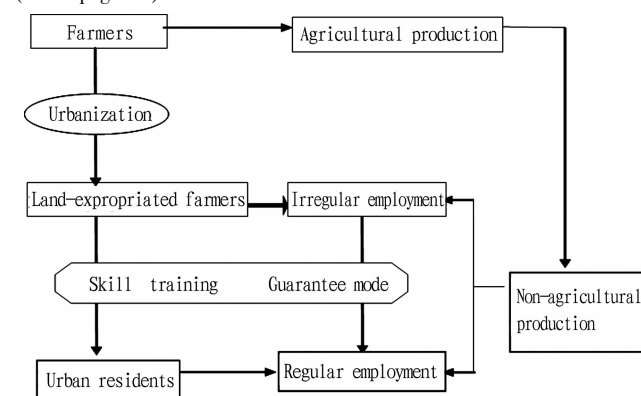 Farmers
Agricultural production
Urbanization
Land-expropriated farmers
Irregular employment
Skill training
Guarantee mode
Non-agricultural
production
Urban residents
Regular employment